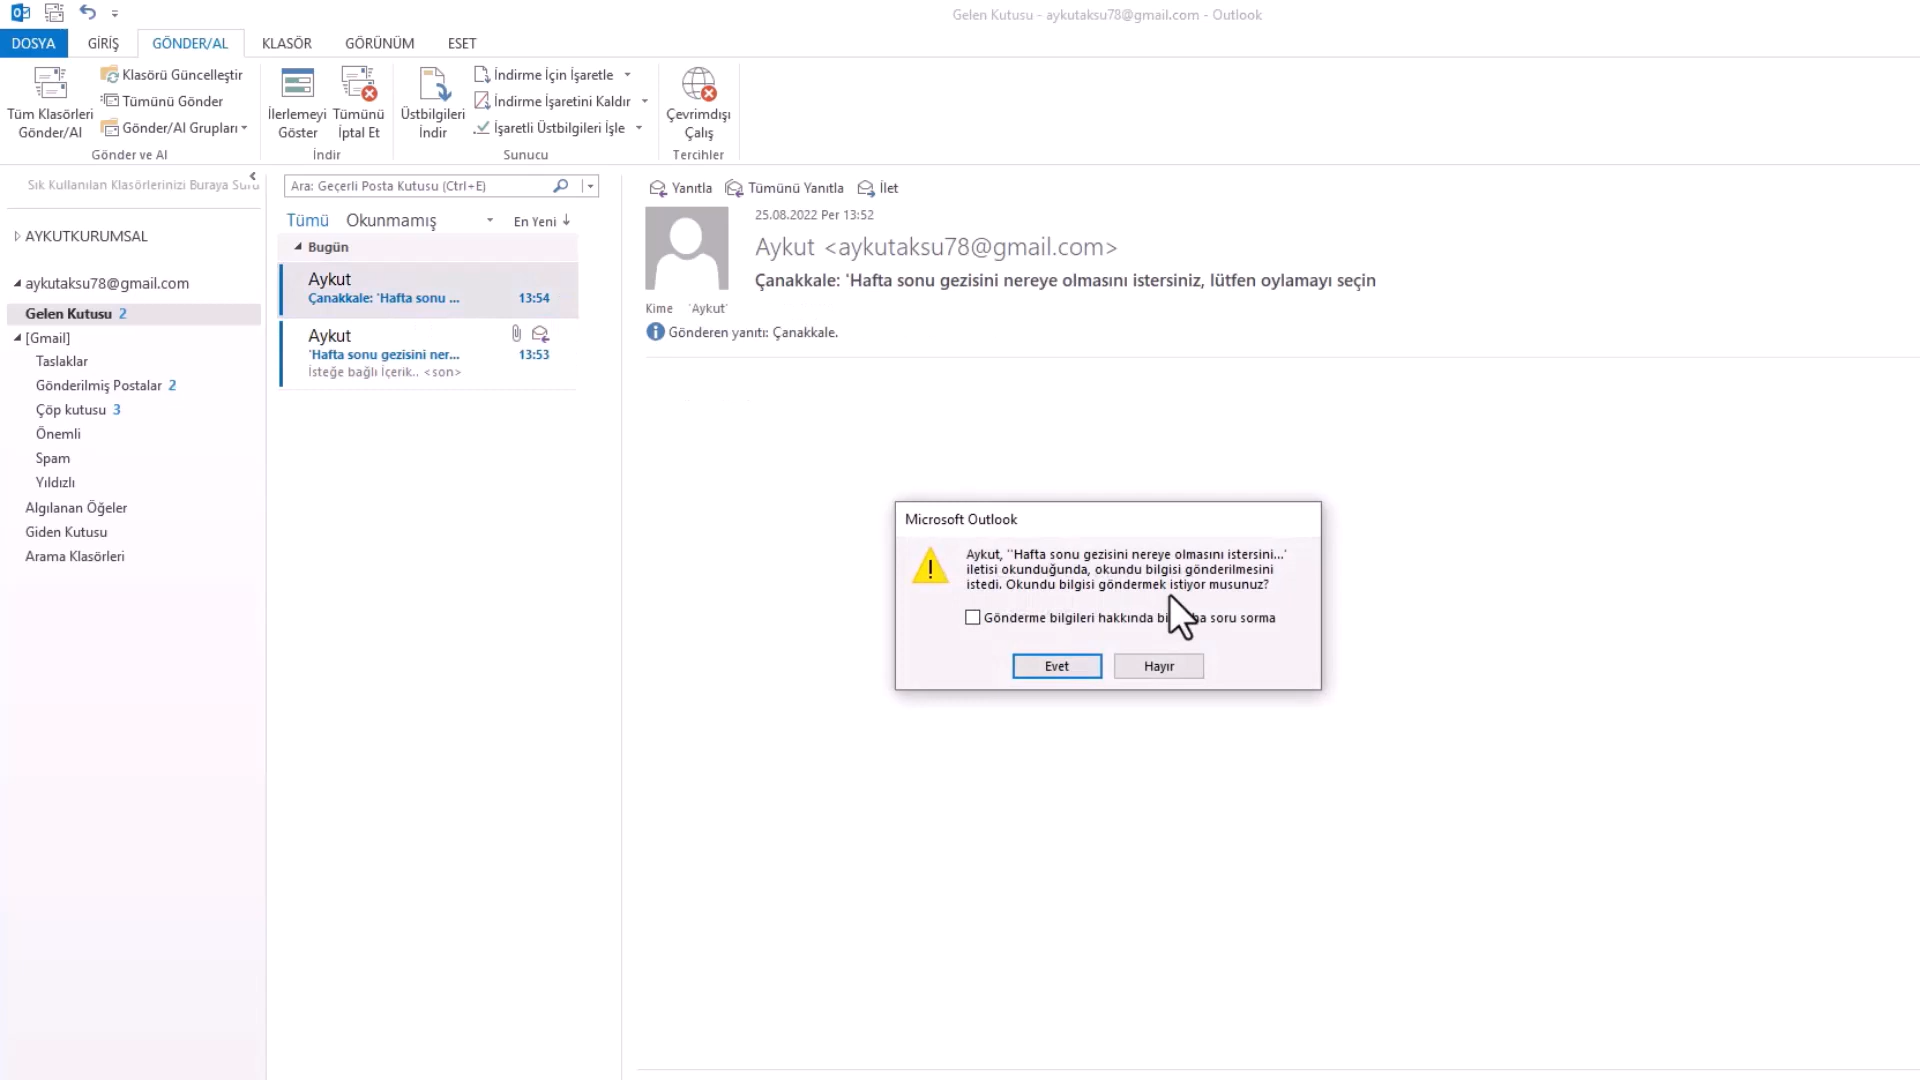 Gelen Kutusu - aykutaksu78@gmail.com - Outlook
DOSYA GİRİŞ GÖNDER/AL KLASÖR GÖRÜNÜM ESET
Tüm Klasörleri
Gönder/Al
Klasörü Güncelleştir
Tümünü Gönder
Gönder/Al Grupları
Gönder ve Al
İlerlemeyi
Göster
Tümünü
İptal Et
İndir
Üstbilgileri
İndir
İndirme İçin İşaretle
İndirme İşaretini Kaldır
İşaretli Üstbilgileri İşle
Sunucu
Çevrimdışı
Çalış
Tercihler
Sık Kullanılan Klasörlerinizi Buraya
AYKUTKURUMSAL
aykutaksu78@gmail.com
Gelen Kutusu 2
[Gmail]
Taslaklar
Gönderilmiş Postalar 2
Çöp kutusu 3
Önemli
Spam
Yıldızlı
Algılanan Öğeler
Giden Kutusu
Arama Klasörleri
Ara: Geçerli Posta Kutusu (Ctrl+E)
Tümü Okunmamış En Yeni
Bugün
Aykut
Çanakkale: 'Hafta sonu ... 13:54
Aykut
'Hafta sonu gezisini ner... 13:53
İsteğe bağlı İçerik.. <son>
Yanıtla Tümünü Yanıtla İlet
25.08.2022 Per 13:52
Aykut <aykutaksu78@gmail.com>
Çanakkale: 'Hafta sonu gezisini nereye olmasını istersiniz, lütfen oylamayı seçin
Kime 'Aykut'
Gönderen yanıtı: Çanakkale.
Microsoft Outlook
Aykut, ''Hafta sonu gezisini nereye olmasını istersini...'
iletisi okunduğunda, okundu bilgisi gönderilmesini
istedi. Okundu bilgisi göndermek istiyor musunuz?
Gönderme bilgileri hakkında soru sorma
Evet Hayır